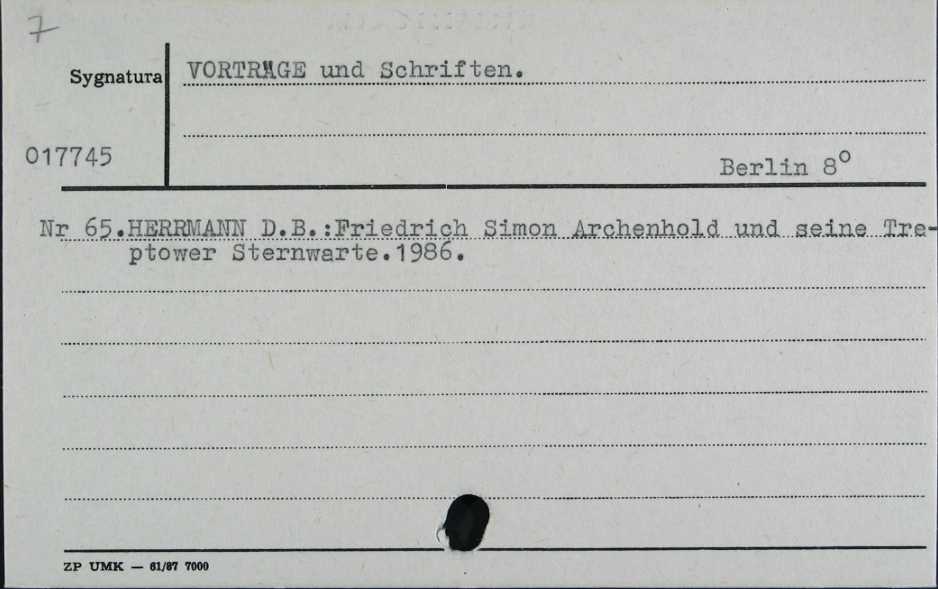 7
Sygnatura
VORTRÄGE und Schriften.
017745
Berlin 8°
Nr 65.HERRMANN D.B.:Friedrich Simon Archenhold und seine Tre-
ptower Sternwarte.1986.
ZP UMK — 61/87 7000